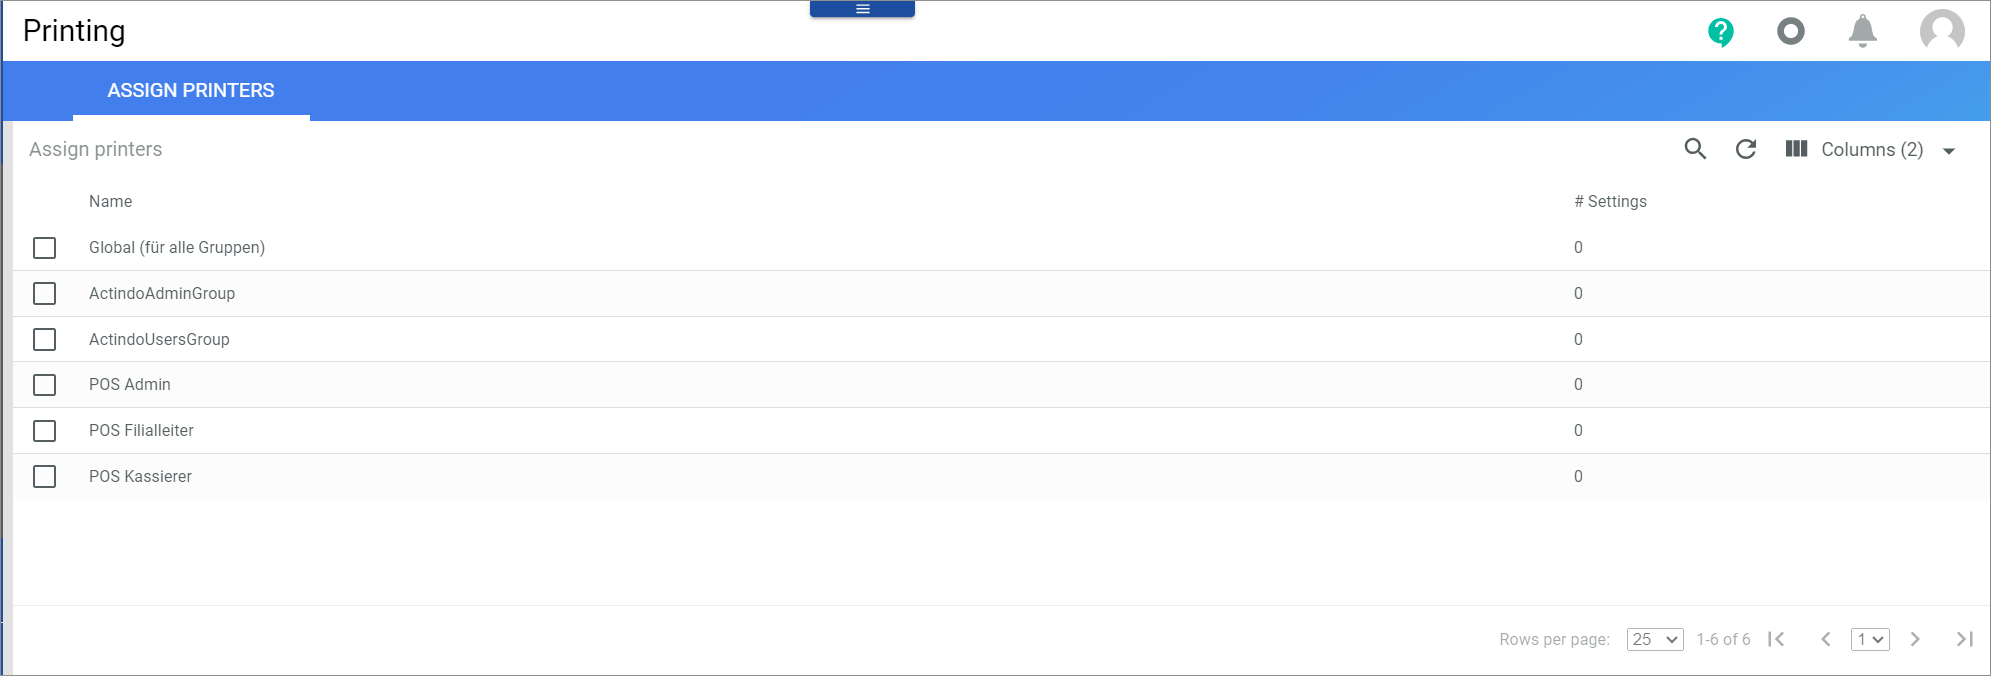 Printing
ASSIGN PRINTERS
Assign printers
Columns (2)
Name # Settings
Global (für alle Gruppen) 0
ActindoAdminGroup 0
ActindoUsersGroup 0
POS Admin 0
POS Filialleiter 0
POS Kassierer 0
Rows per page: 25 1-6 of 6 1